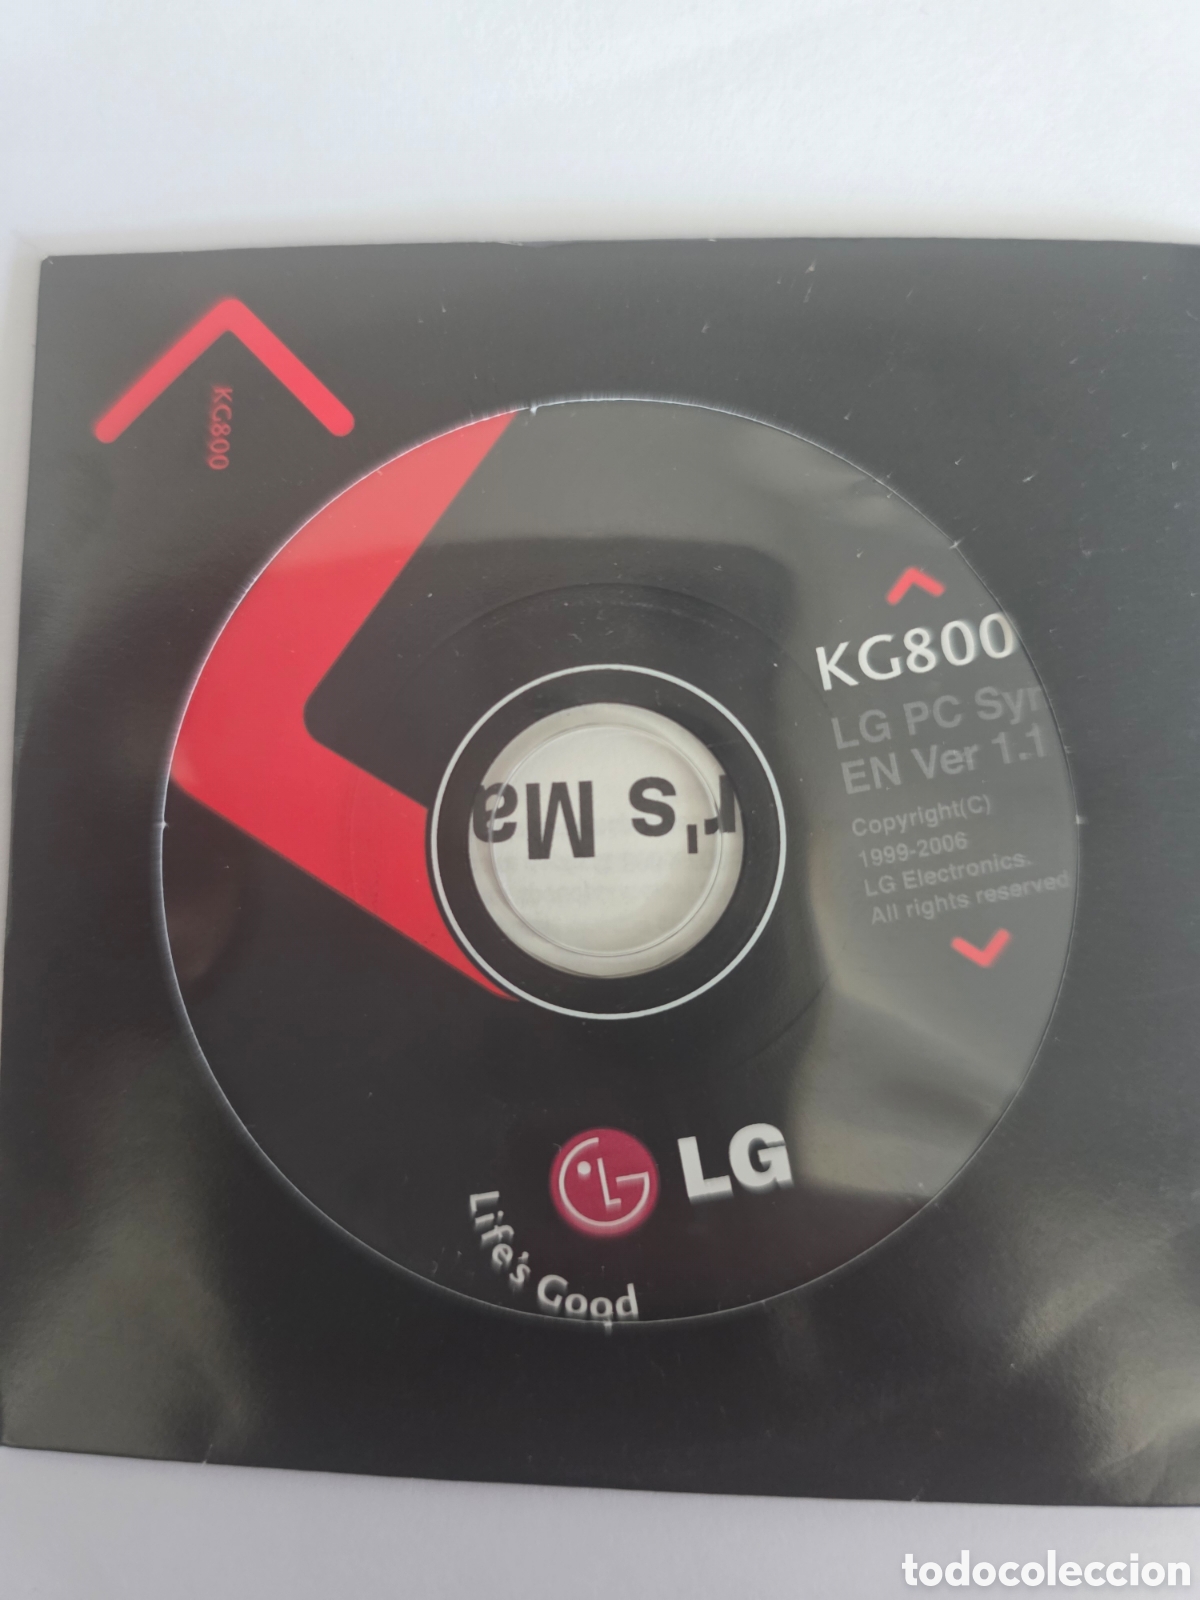 KG800
KG800
LG PC Syn
EN Ver 1.1
Copyright(C)
1999-2006
LG Electronics.
All rights reserved
r's Ma
LG
Life's Good
todocoleccion